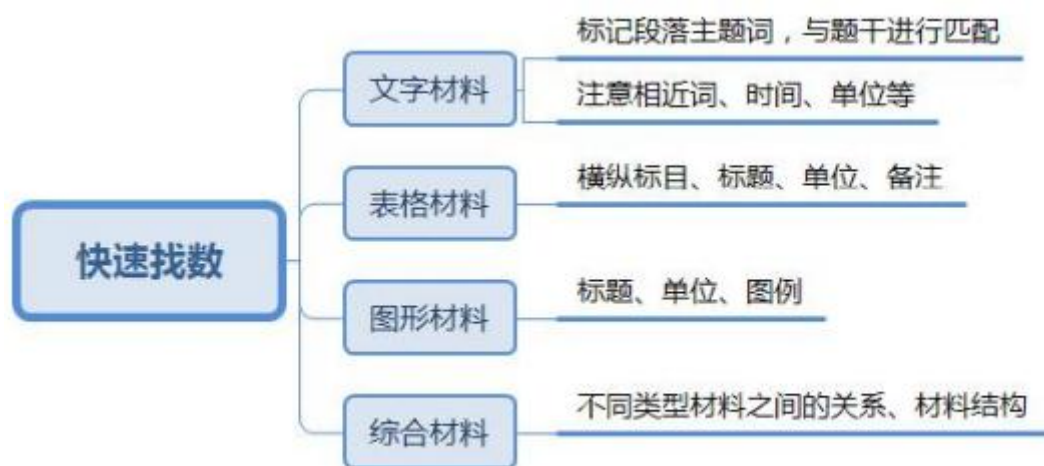 快速找数
文字材料
标记段落主题词，与题干进行匹配
注意相近词、时间、单位等
表格材料
横纵标目、标题、单位、备注
图形材料
标题、单位、图例
综合材料
不同类型材料之间的关系、材料结构